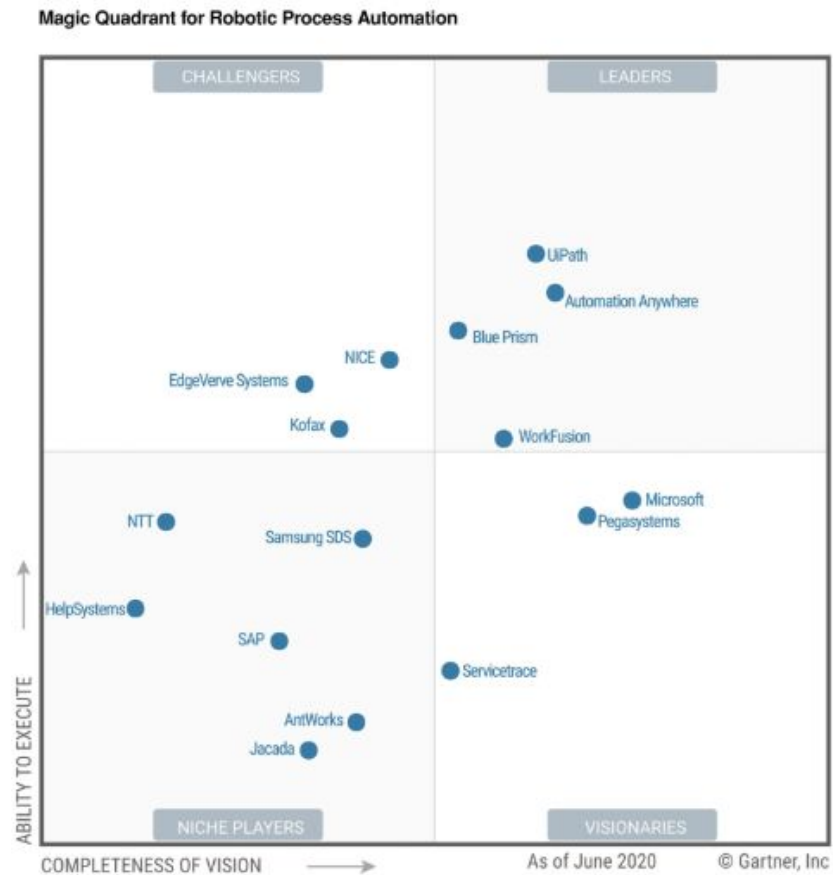 Magic Quadrant for Robotic Process Automation
CHALLENGERS
LEADERS
UiPath
Automation Anywhere
Blue Prism
NICE
EdgeVerve Systems
Kofax
WorkFusion
Microsoft
Pegasystems
NTT
Samsung SDS
HelpSystems
SAP
Servicetrace
AntWorks
Jacada
NICHE PLAYERS
VISIONARIES
ABILITY TO EXECUTE
COMPLETENESS OF VISION
As of June 2020
© Gartner, Inc